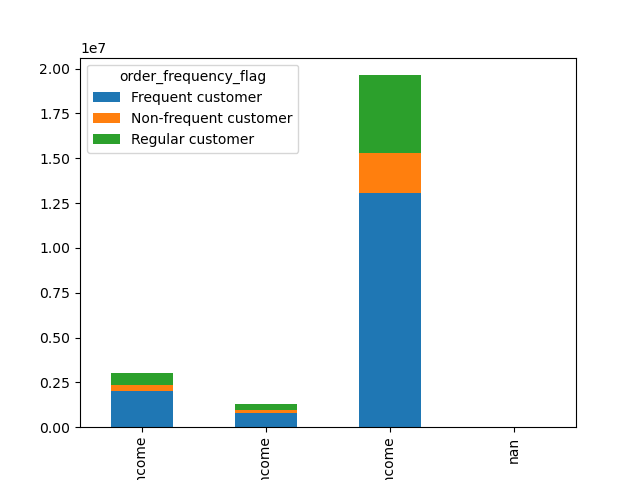 1e7
2.00
1.75
1.50
1.25
1.00
0.75
0.50
0.25
0.00
order_frequency_flag
Frequent customer
Non-frequent customer
Regular customer
ncome
ncome
ncome
nan